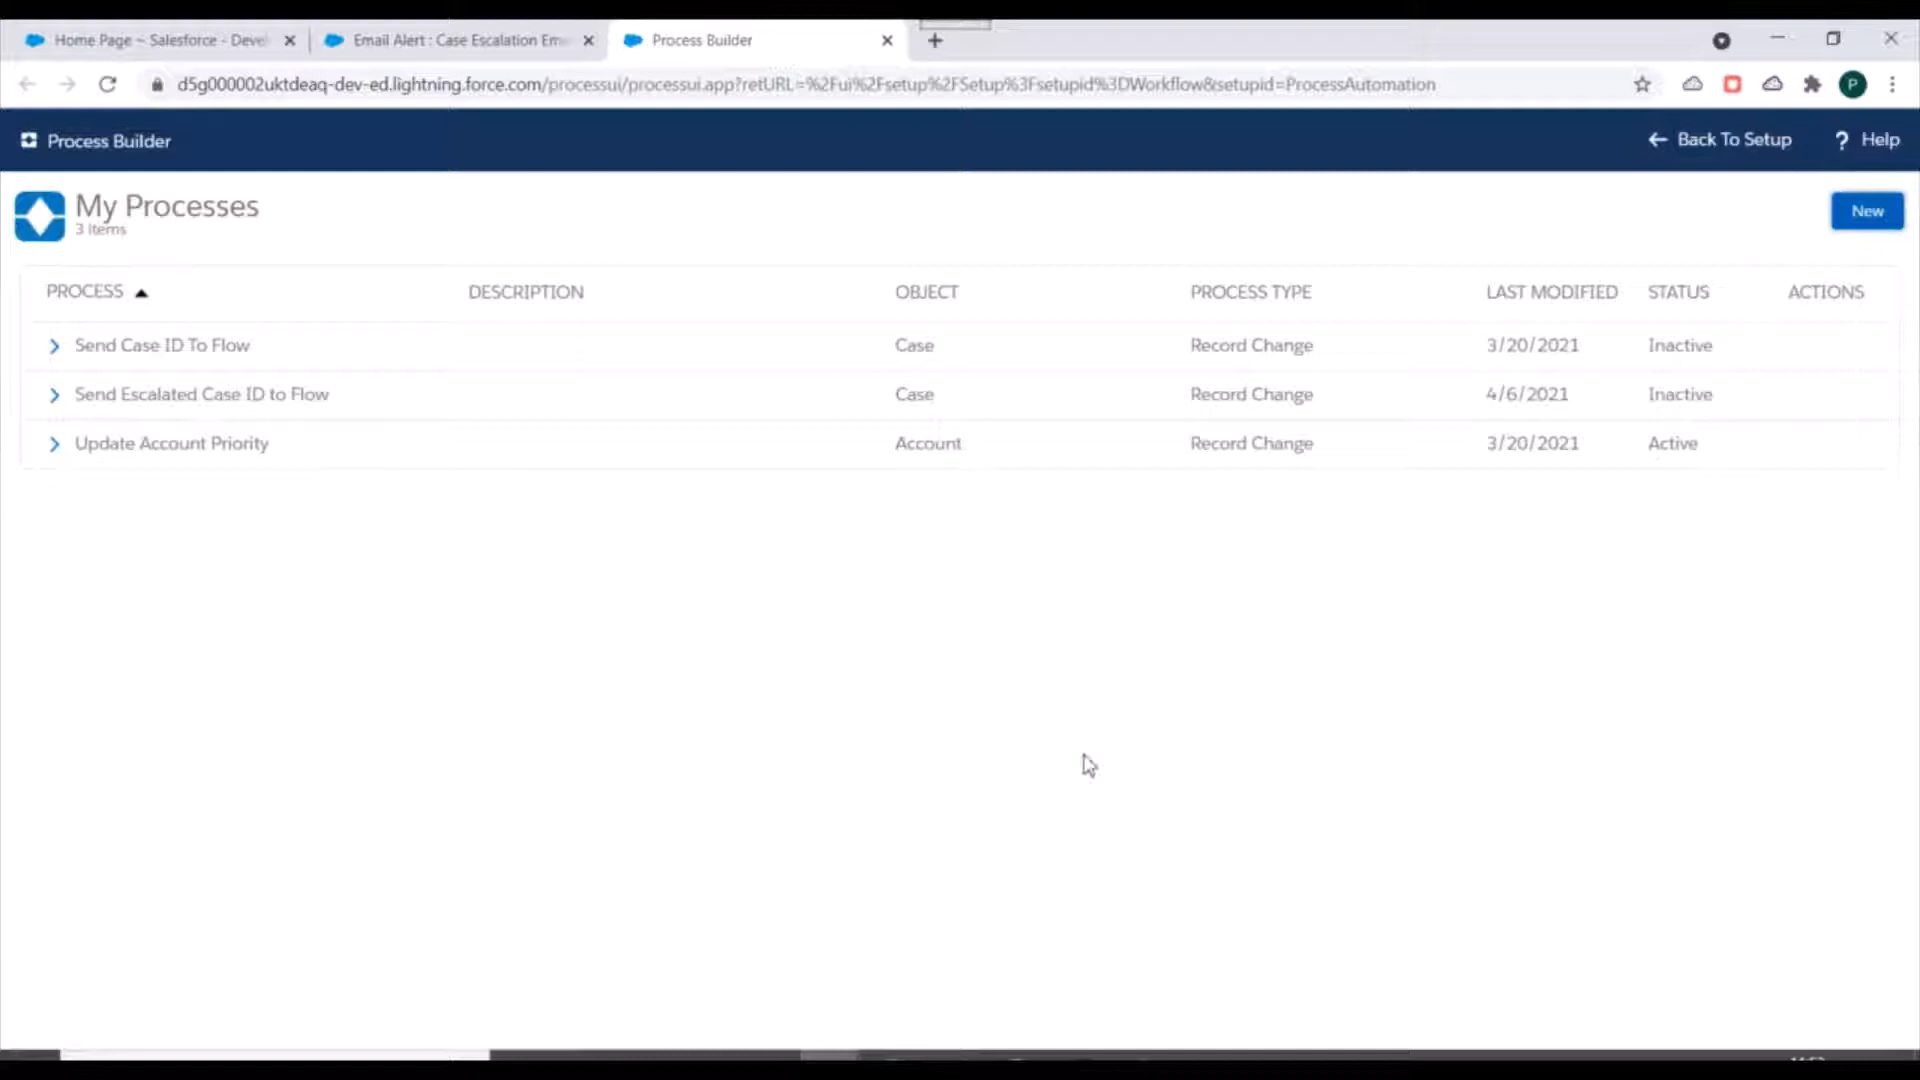 Home Page ~ Salesforce - Deve
Email Alert : Case Escalation Em
Process Builder
d5g000002uktdeaq-dev-ed.lightning.force.com/processui/processui.app?retURL=%2Fui%2Fsetup%2FSetup%3Fsetupid%3DWorkflow&setupid=ProcessAutomation
P
Process Builder
Back To Setup
? Help
My Processes
3 Items
New
PROCESS DESCRIPTION OBJECT PROCESS TYPE LAST MODIFIED STATUS ACTIONS
Send Case ID To Flow Case Record Change 3/20/2021 Inactive
Send Escalated Case ID to Flow Case Record Change 4/6/2021 Inactive
Update Account Priority Account Record Change 3/20/2021 Active